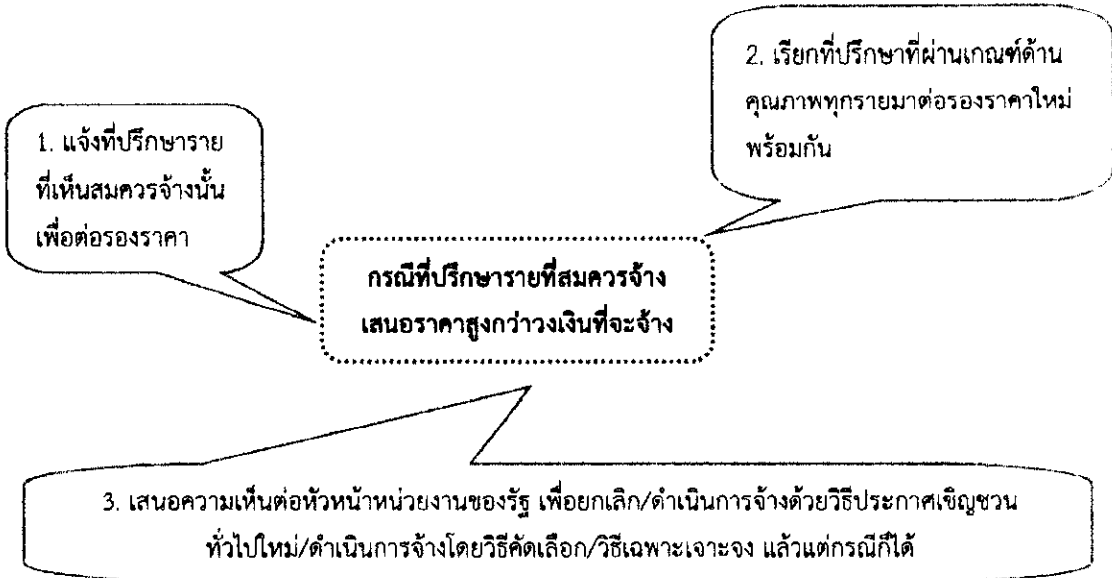 2. เรียกที่ปรึกษาที่ผ่านเกณฑ์ด้าน
คุณภาพทุกรายมาต่อรองราคาใหม่
พร้อมกัน
1. แจ้งที่ปรึกษาราย
ที่เห็นสมควรจ้างนั้น
เพื่อต่อรองราคา
กรณีที่ปรึกษารายที่สมควรจ้าง
เสนอราคาสูงกว่าวงเงินที่จะจ้าง
3. เสนอความเห็นต่อหัวหน้าหน่วยงานของรัฐ เพื่อยกเลิก/ดำเนินการจ้างด้วยวิธีประกาศเชิญชวน
ทั่วไปใหม่/ดำเนินการจ้างโดยวิธีคัดเลือก/วิธีเฉพาะเจาะจง แล้วแต่กรณีก็ได้